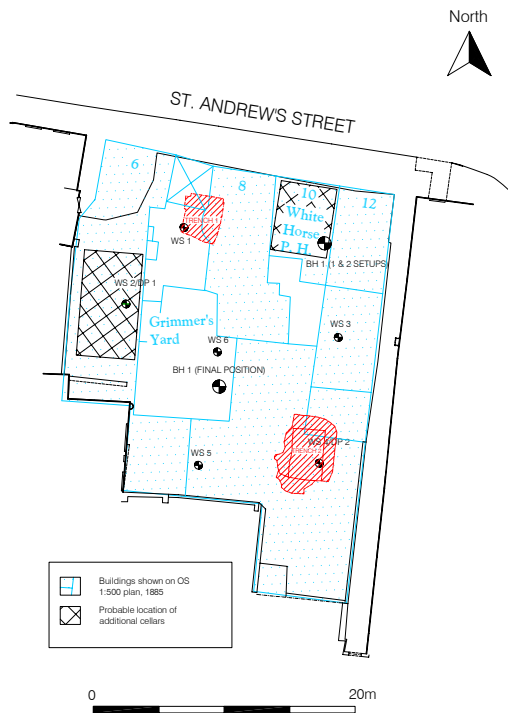 North
ST. ANDREW'S STREET
6
8
10
12
White
Horse
P. H.
TRENCH 1
WS 1
BH 1 (1 & 2 SETUPS)
WS 2/DP 1
Grimmer's
Yard
WS 3
WS 6
BH 1 (FINAL POSITION)
DP 2
TRENCH 2
WS 5
Buildings shown on OS
1:500 plan, 1885
Probable location of
additional cellars
0
20m